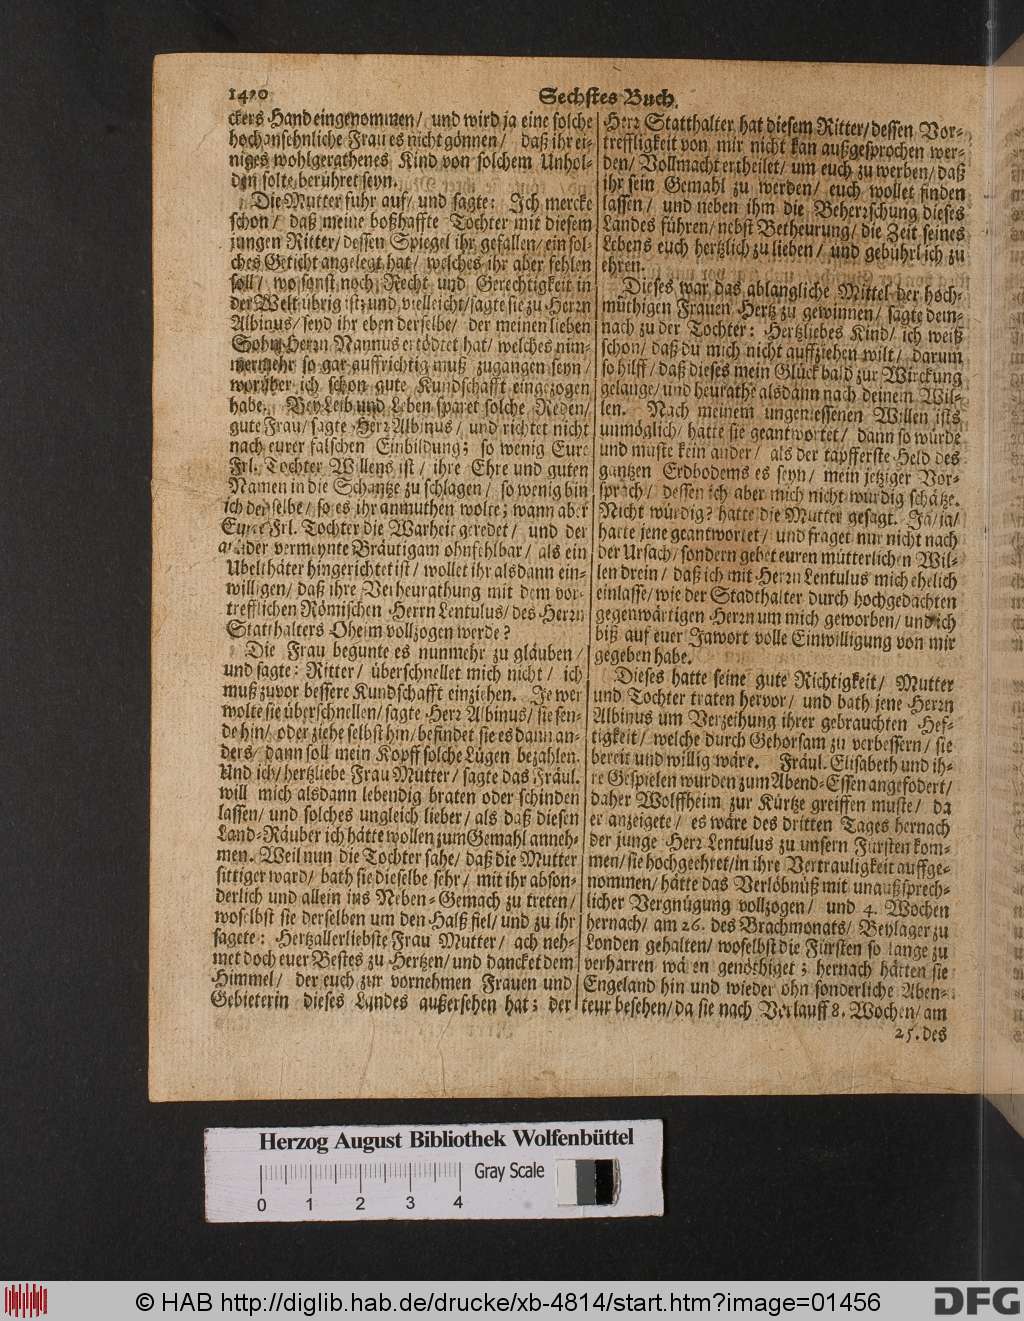 1420
Sechstes Buch.
ckers Hand eingenommen/ und wird ja eine solche
hochansehnliche Frau es nicht gönnen/ daß ihr ei-
niges wohlgerathenes Kind von solchem Unhol-
den solte berühret seyn.
Die Mutter fuhr auf/ und sagte: Ich mercke
schon/ daß meine boßhaffte Tochter mit diesem
jungen Ritter/ dessen Spiegel ihr gefallen/ ein sol-
ches Geticht angelegt hat/ welches ihr aber fehlen
soll/ wo sonst noch Recht und Gerechtigkeit in
der Welt übrig ist; und vielleicht/ sagte sie zu Herrn
Albinus/ seyd ihr eben derselbe/ der meinen lieben
Sohn Herrn Nannus ertödtet hat/ welches nim-
mermehr so gar auffrichtig muß zugangen seyn/
worüber ich schon gute Kundschafft eingezogen
habe. Bey Leib und Leben sparet solche Reden/
gute Frau/ sagte Herr Albinus/ und richtet nicht
nach eurer falschen Einbildung; so wenig Eure
Frl. Tochter Willens ist/ ihre Ehre und guten
Namen in die Schantze zu schlagen/ so wenig bin
ich derselbe/ so es ihr anmuthen wolte; wann aber
Eure Frl. Tochter die Warheit geredet/ und der
ander vermeynte Bräutigam ohnfehlbar/ als ein
Ubelthäter hingerichtet ist/ wollet ihr alsdann ein-
willigen/ daß ihre Verheurathung mit dem vor-
trefflichen Römischen Herrn Lentulus/ des Herrn
Statthalters Oheim vollzogen werde?
Die Frau begunte es nunmehr zu gläuben/
und sagte: Ritter/ überschnellet mich nicht/ ich
muß zuvor bessere Kundschafft einziehen. Je wer
wolte sie überschnellen/ sagte Herr Albinus/ sie sen-
de hin/ oder ziehe selbst hin/ befindet sie es dann an-
ders/ dann soll mein Kopff solche Lügen bezahlen.
Und ich/ hertzliebe Frau Mutter/ sagte das Fräul.
will mich alsdann lebendig braten oder schinden
lassen/ und solches ungleich lieber/ als daß diesen
Land-Räuber ich hätte wollen zum Gemahl anneh-
men. Weil nun die Tochter sahe/ daß die Mutter
sittiger ward/ bath sie dieselbe sehr/ mit ihr abson-
derlich und allein ins Neben-Gemach zu treten/
woselbst sie derselben um den Halß fiel/ und zu ihr
sagete: Hertzallerliebste Frau Mutter/ ach neh-
met doch euer Bestes zu Hertzen/ und dancket dem
Himmel/ der euch zur vornehmen Frauen und
Gebieterin dieses Landes außersehen hat; der
Herr Statthalter hat diesem Ritter/ dessen Vor-
treffligkeit von mir nicht kan außgesprochen wer-
den/ Vollmacht ertheilet/ um euch zu werben/ daß
ihr sein Gemahl zu werden/ euch wollet finden
lassen/ und neben ihm die Beherrschung dieses
Landes führen/ nebst Betheurung/ die Zeit seines
Lebens euch hertzlich zu lieben/ und gebührlich zu
ehren.
Dieses war das ablangliche Mittel der hoch-
müthigen Frauen Hertz zu gewinnen/ sagte dem-
nach zu der Tochter: Hertzliebes Kind/ ich weiß
schon/ daß du mich nicht auffziehen wilt/ darum
so hilff/ daß dieses mein Glück bald zur Wirckung
gelange/ und heurathe alsdann nach deinem Wil-
len. Nach meinem ungemessenen Willen ists
unmöglich/ hatte sie geantwortet/ dann so würde
und muste kein ander/ als der tapfferste Held des
gantzen Erdbodems es seyn/ mein jetziger Vor-
sprach/ dessen ich aber mich nicht würdig schätze.
Nicht würdig? hatte die Mutter gesagt. Ja/ ja/
hatte jene geantwortet/ und fraget nur nicht nach
der Ursach/ sondern gebet euren mütterlichen Wil-
len drein/ daß ich mit Herrn Lentulus mich ehelich
einlasse/ wie der Stadthalter durch hochgedachten
gegenwärtigen Herrn um mich geworben/ und ich
biß auf euer Jawort volle Einwilligung von mir
gegeben habe.
Dieses hatte seine gute Richtigkeit/ Mutter
und Tochter traten hervor/ und bath jene Herrn
Albinus um Verzeihung ihrer gebrauchten Hef-
tigkeit/ welche durch Gehorsam zu verbessern/ sie
bereit und willig wäre. Fräul. Elisabeth und ih-
re Gespielen wurden zum Abend-Essen angefodert/
daher Wolffheim zur Kürtze greiffen muste/ da
er anzeigete/ es wäre des dritten Tages hernach
der junge Herr Lentulus zu unsern Fürsten kom-
men/ sie hochgeehret/ in ihre Vertrauligkeit auffge-
nommen/ hätte das Verlöbnüß mit unaußsprech-
licher Vergnügung vollzogen/ und 4. Wochen
hernach/ am 26. des Brachmonats/ Beylager zu
Londen gehalten/ woselbst die Fürsten so lange zu
verharren wären genöthiget; hernach hätten sie
Engeland hin und wieder ohn sonderliche Aben-
teur besehen/ da sie nach Verlauff 8. Wochen/ am
25. des
Herzog August Bibliothek Wolfenbüttel
Gray Scale
0 1 2 3 4
© HAB http://diglib.hab.de/drucke/xb-4814/start.htm?image=01456
DFG